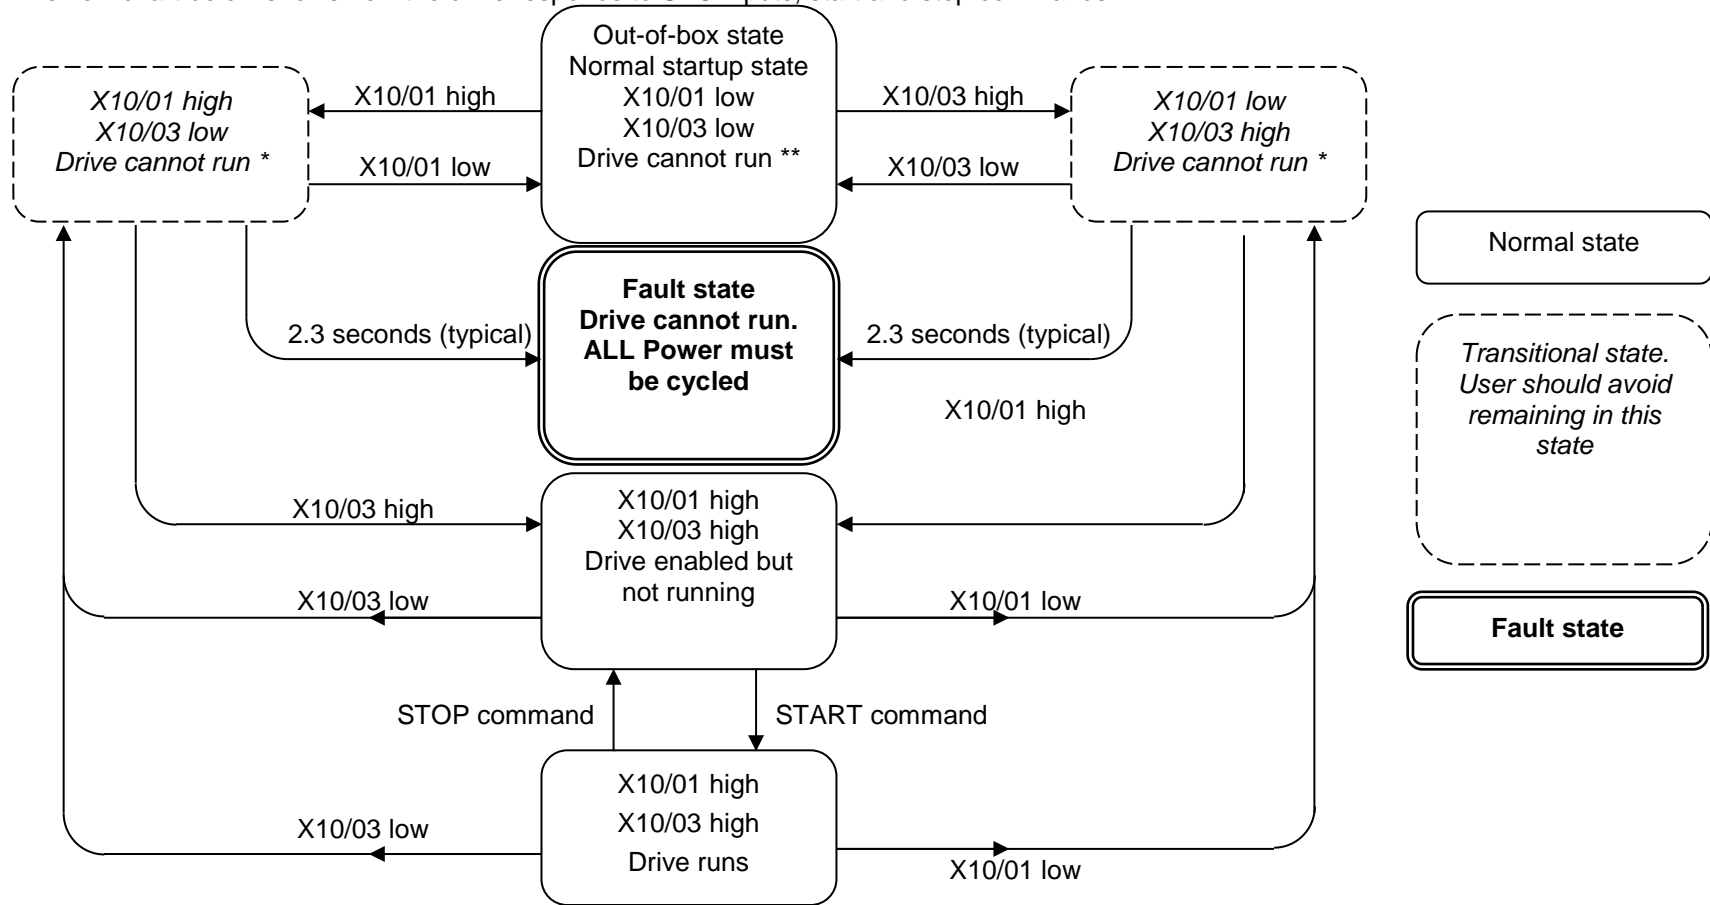 Out-of-box state
Normal startup state
X10/01 low
X10/03 low
Drive cannot run **
X10/01 high
X10/03 low
Drive cannot run *
X10/01 high
X10/01 low
X10/03 high
X10/03 low
X10/01 low
X10/03 high
Drive cannot run *
Normal state
Fault state
Drive cannot run.
ALL Power must
be cycled
2.3 seconds (typical)
2.3 seconds (typical)
X10/01 high
Transitional state.
User should avoid
remaining in this
state
X10/03 high
X10/01 high
X10/03 high
Drive enabled but
not running
X10/03 low
X10/01 low
Fault state
STOP command
START command
X10/01 high
X10/03 high
Drive runs
X10/03 low
X10/01 low